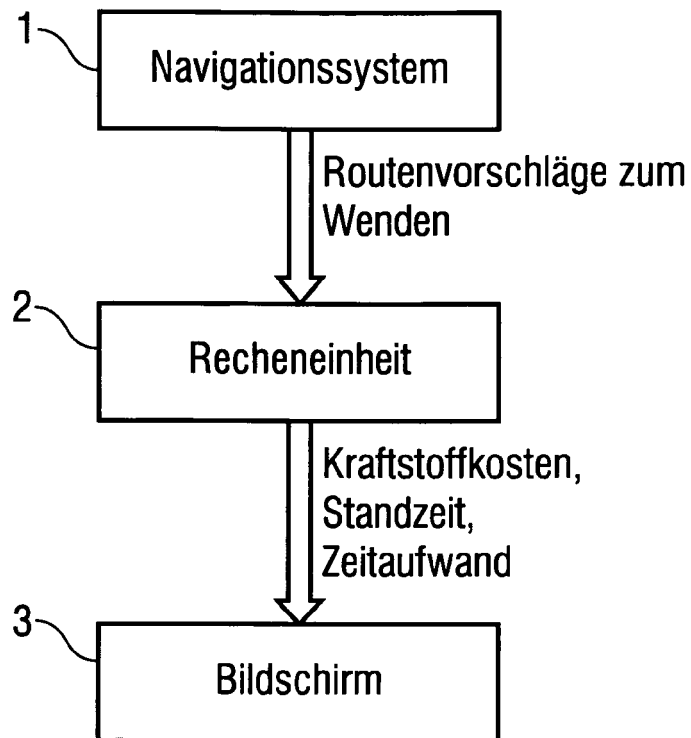 1
Navigationssystem
Routenvorschläge zum
Wenden
2
Recheneinheit
Kraftstoffkosten,
Standzeit,
Zeitaufwand
3
Bildschirm